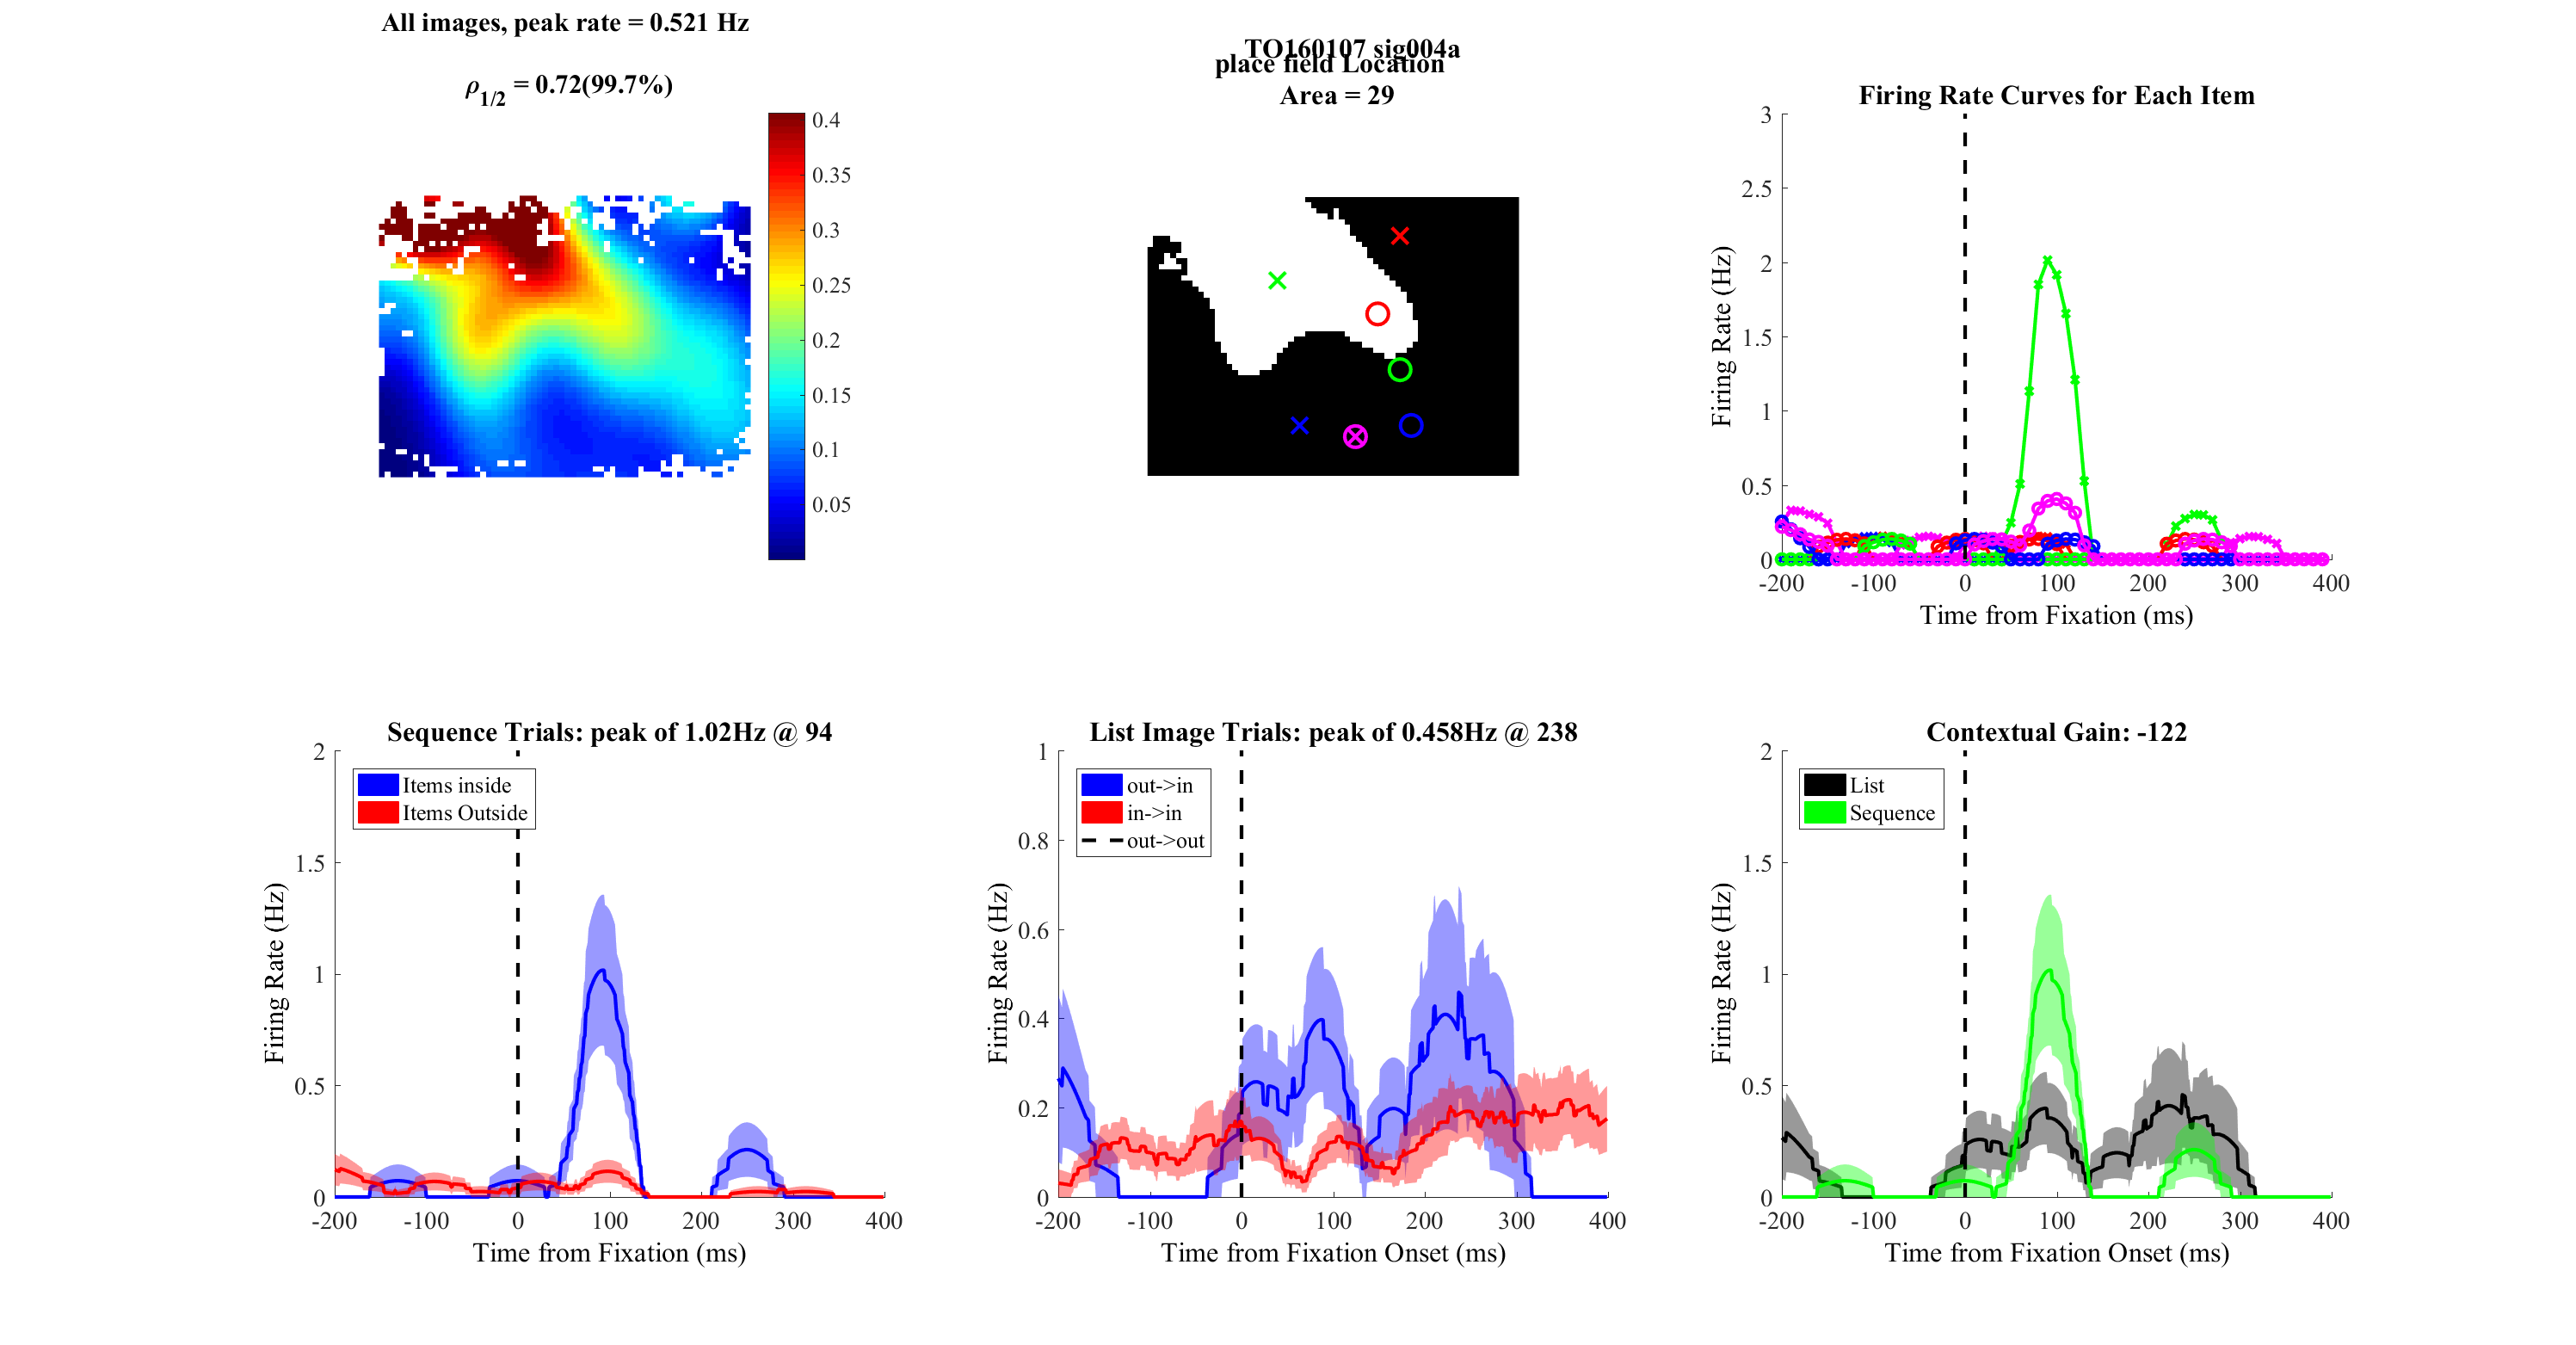 All images, peak rate = 0.521 Hz
ρ1/2 = 0.72(99.7%)
0.4
0.35
0.3
0.25
0.2
0.15
0.1
0.05
TO160107 sig004a
place field Location
Area = 29
Firing Rate Curves for Each Item
Firing Rate (Hz)
3
2.5
2
1.5
1
0.5
0
-200 -100 0 100 200 300 400
Time from Fixation (ms)
Sequence Trials: peak of 1.02Hz @ 94
Items inside
Items Outside
Firing Rate (Hz)
2
1.5
1
0.5
0
-200 -100 0 100 200 300 400
Time from Fixation (ms)
List Image Trials: peak of 0.458Hz @ 238
out->in
in->in
out->out
Firing Rate (Hz)
1
0.8
0.6
0.4
0.2
0
-200 -100 0 100 200 300 400
Time from Fixation Onset (ms)
Contextual Gain: -122
List
Sequence
Firing Rate (Hz)
2
1.5
1
0.5
0
-200 -100 0 100 200 300 400
Time from Fixation Onset (ms)